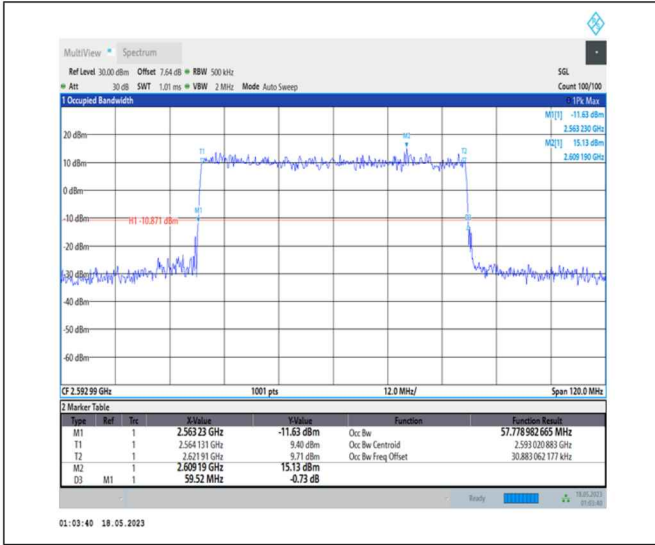 MultiView Spectrum
Ref Level 30.00 dBm Offset 7.64 dB RBW 500 kHz SGL
Att 30 dB SWT 1.01 ms VBW 2 MHz Mode Auto Sweep Count 100/100
1 Occupied Bandwidth 1Pk Max
M1[1] -11.63 dBm
2.563 230 GHz
M2[1] 15.13 dBm
2.609 190 GHz
20 dBm
M2
T1 T2
10 dBm
0 dBm
M1
-10 dBm H1 -10.871 dBm
-20 dBm
-30 dBm
-40 dBm
-50 dBm
-60 dBm
CF 2.592 99 GHz 1001 pts 12.0 MHz/ Span 120.0 MHz
2 Marker Table
Type Ref Trc X-Value Y-Value Function Function Result
M1 1 2.563 23 GHz -11.63 dBm Occ Bw 57.778 982 665 MHz
T1 1 2.564 131 GHz 9.40 dBm Occ Bw Centroid 2.593 020 883 GHz
T2 1 2.621 91 GHz 9.71 dBm Occ Bw Freq Offset 30.883 062 177 kHz
M2 1 2.609 19 GHz 15.13 dBm
D3 M1 1 59.52 MHz -0.73 dB
Ready 18.05.2023
01:03:40
01:03:40 18.05.2023